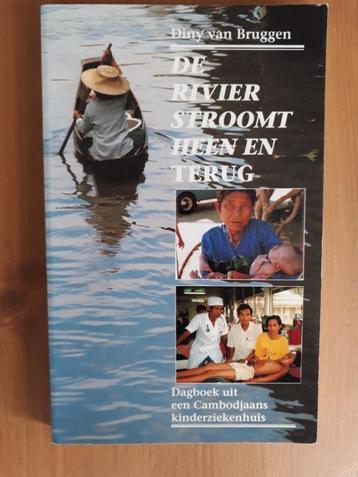 Diny van Bruggen
DE
RIVIER
STROOMT
HEEN EN
TERUG
Dagboek uit
een Cambodjaans
kinderziekenhuis